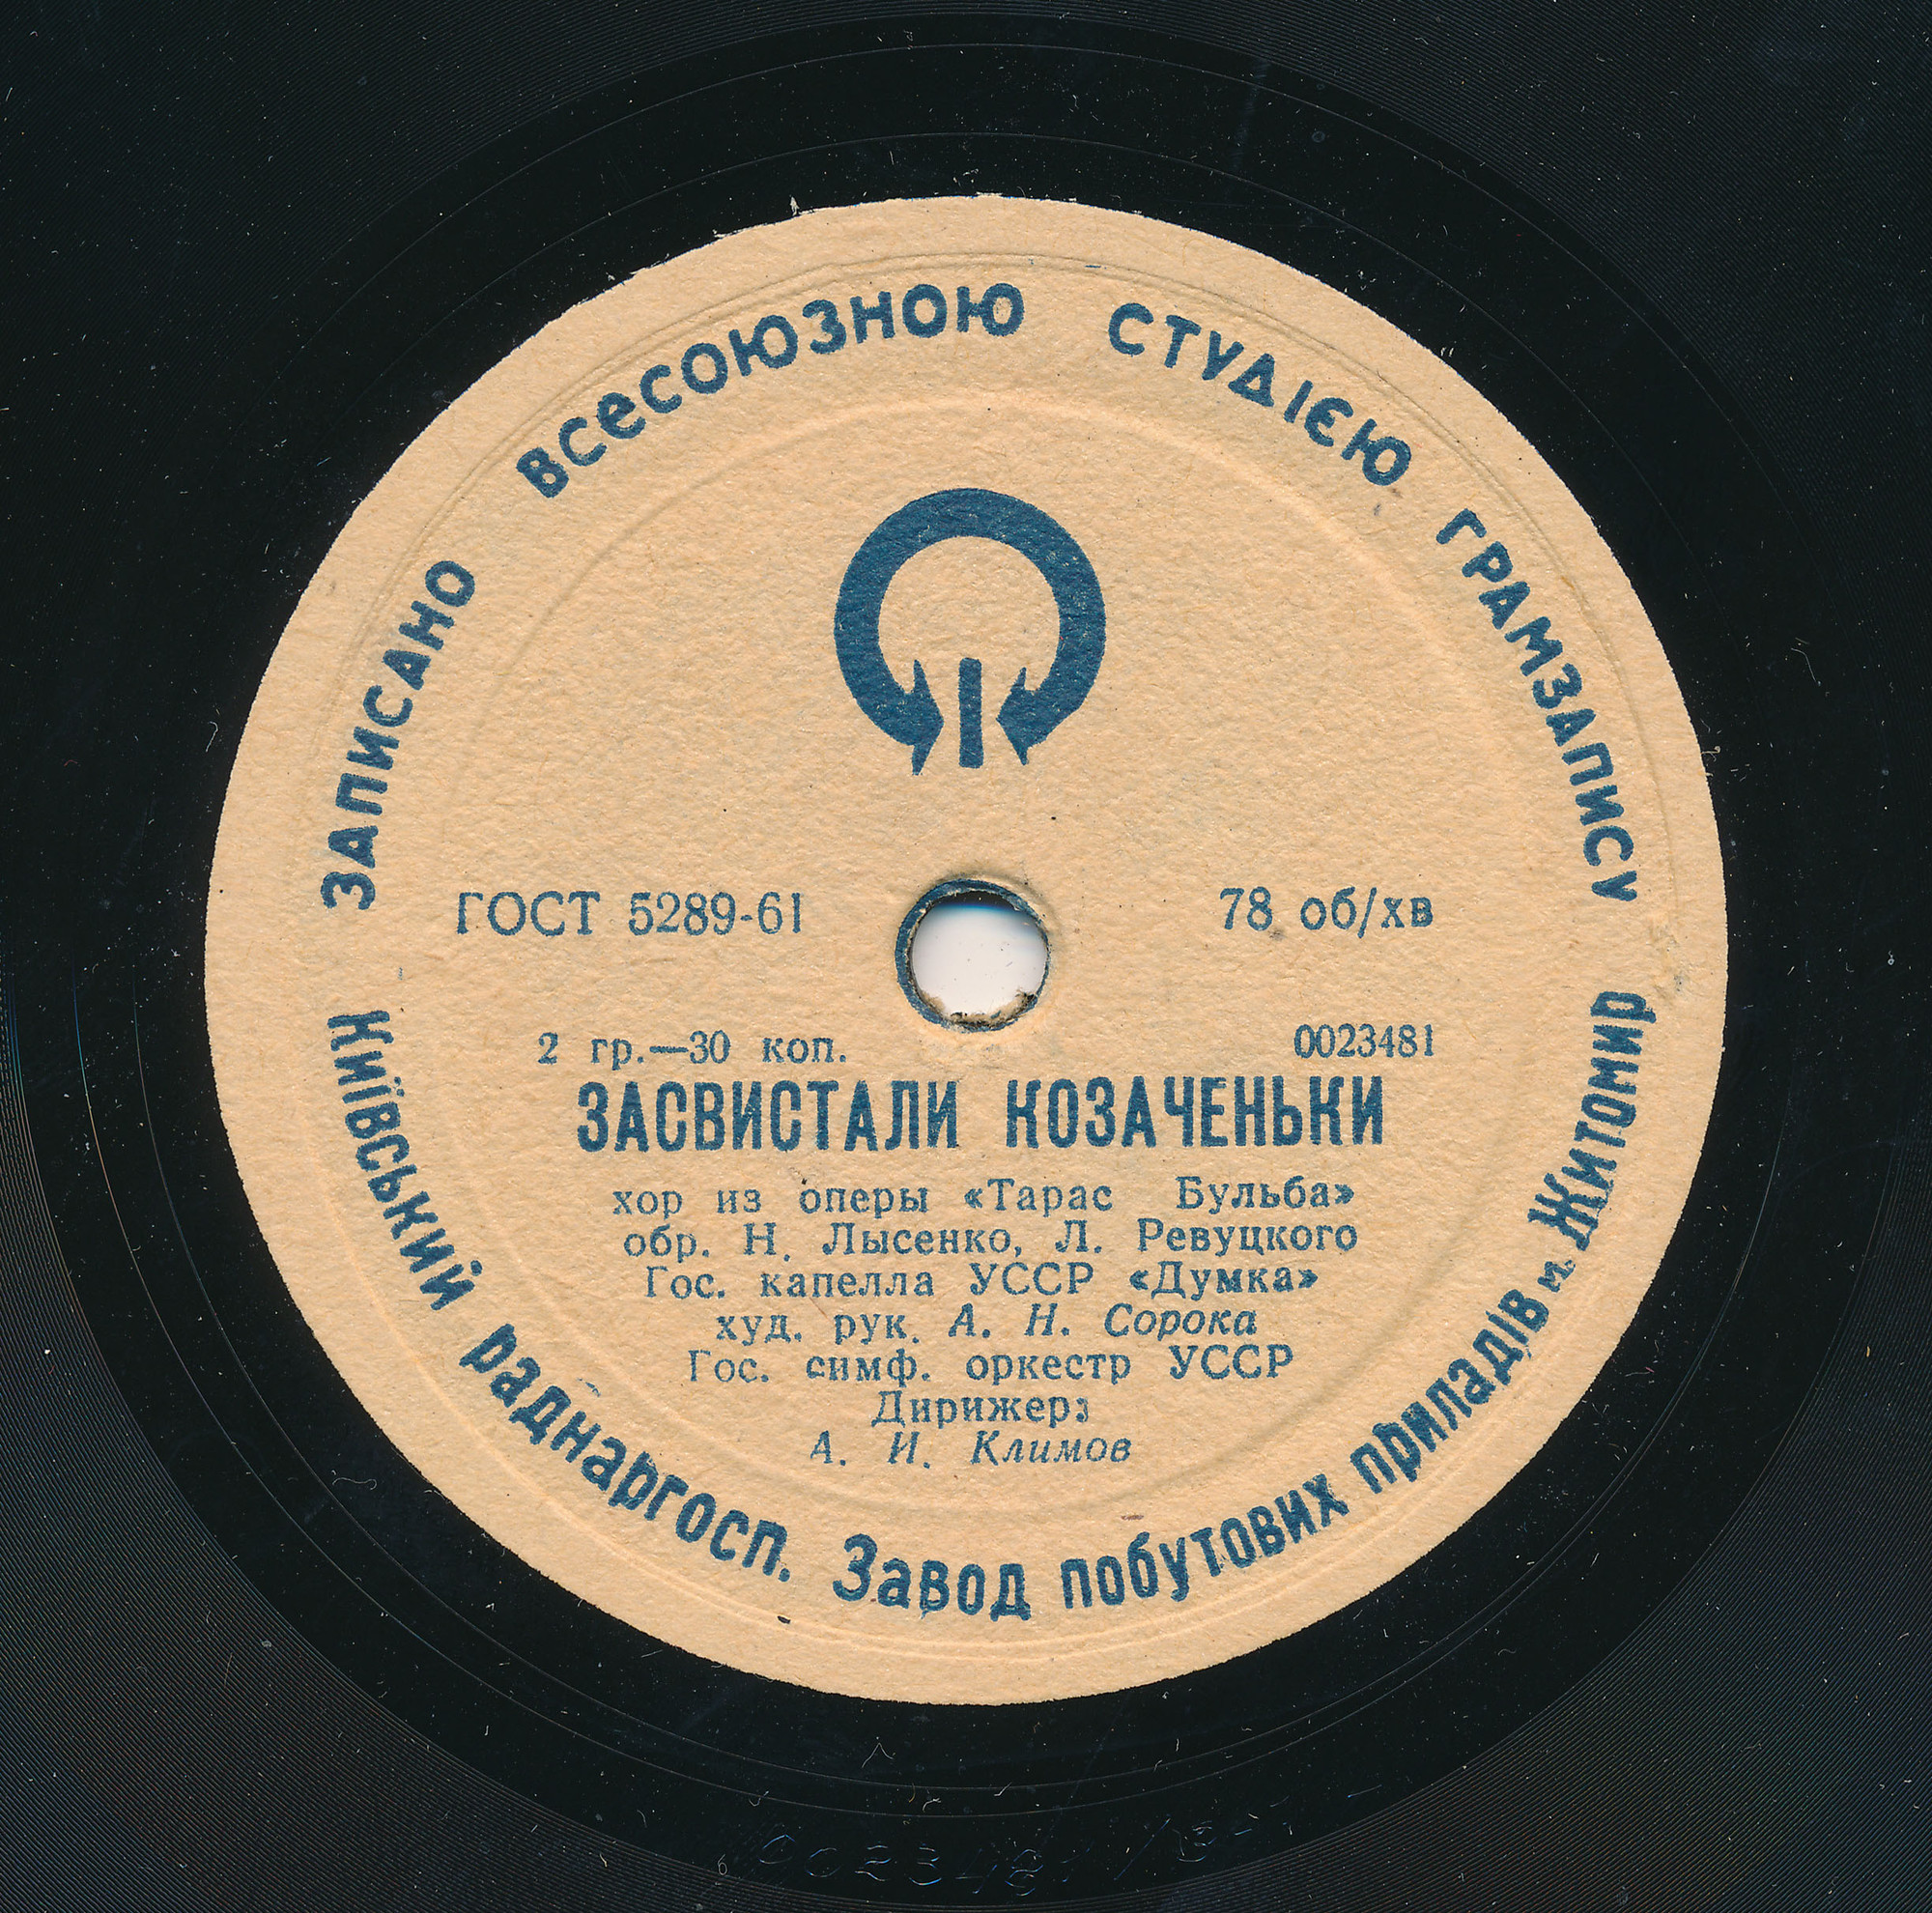 ЗАПИСАНО ВСЕСОЮЗНОЮ СТУДІЄЮ ГРАМЗАПИСУ
ГОСТ 5289-61
78 об/хв
2 гр.—30 коп.
0023481
ЗАСВИСТАЛИ КОЗАЧЕНЬКИ
хор из оперы «Тарас Бульба»
обр. Н. Лысенко, Л. Ревуцкого
Гос. капелла УССР «Думка»
худ. рук. А. Н. Сорока
Гос. симф. оркестр УССР
Дирижер:
А. И. Климов
Київський раднаргосп. Завод побутових приладів м. Житомир